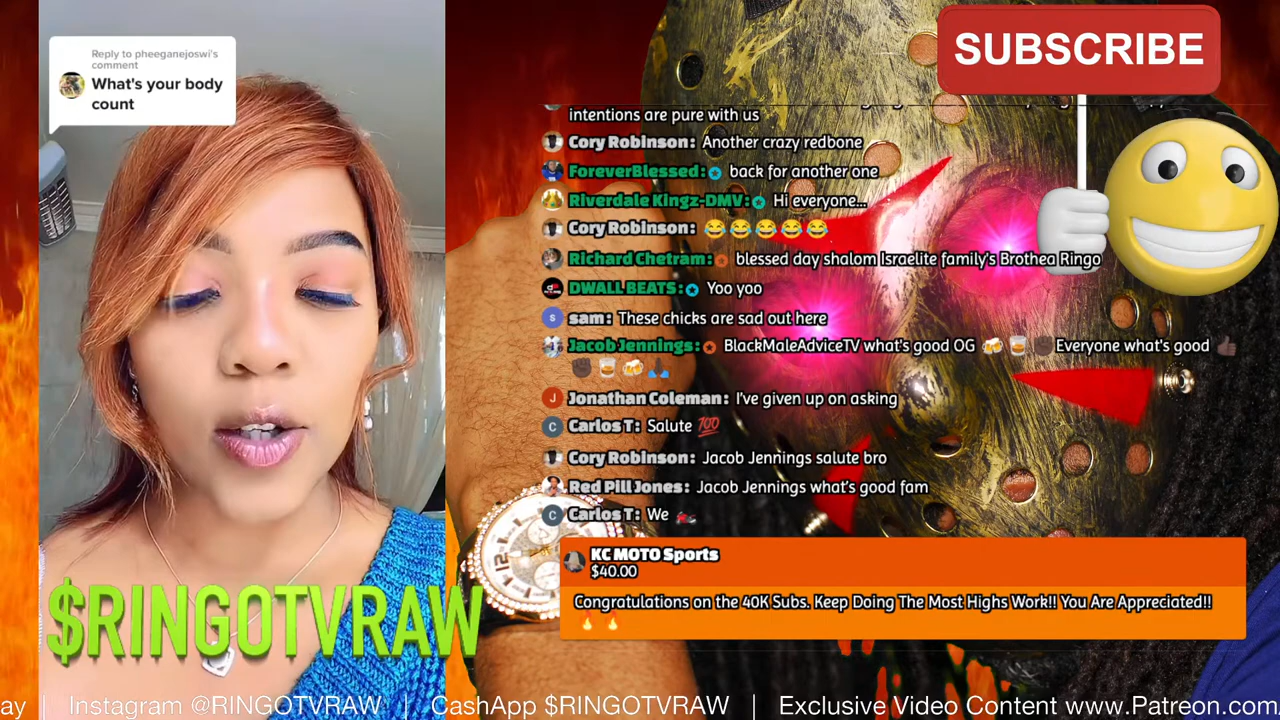 Reply to pheeganejoswi's
comment
What's your body
count
SUBSCRIBE
intentions are pure with us
Cory Robinson: Another crazy redbone
ForeverBlessed: back for another one
Riverdale Kingz-DMV: Hi everyone...
Cory Robinson: 😂 😂 😂 😂 😂
Richard Chetram: blessed day shalom Israelite family's Brothea Ringo
DWALL BEATS: Yoo yoo
sam: These chicks are sad out here
Jacob Jennings: BlackMaleAdviceTV what's good OG 🍻 🥃 ✊🏿 Everyone what's good 👍🏿
✊🏿 🥃 🍻 🙏🏿
Jonathan Coleman: I've given up on asking
Carlos T: Salute 💯
Cory Robinson: Jacob Jennings salute bro
Red Pill Jones: Jacob Jennings what's good fam
Carlos T: We
KC MOTO Sports
$40.00
Congratulations on the 40K Subs. Keep Doing The Most Highs Work!! You Are Appreciated!!
🔥 🔥
$RINGOTVRAW
ay | Instagram @RINGOTVRAW | CashApp $RINGOTVRAW | Exclusive Video Content www.Patreon.com